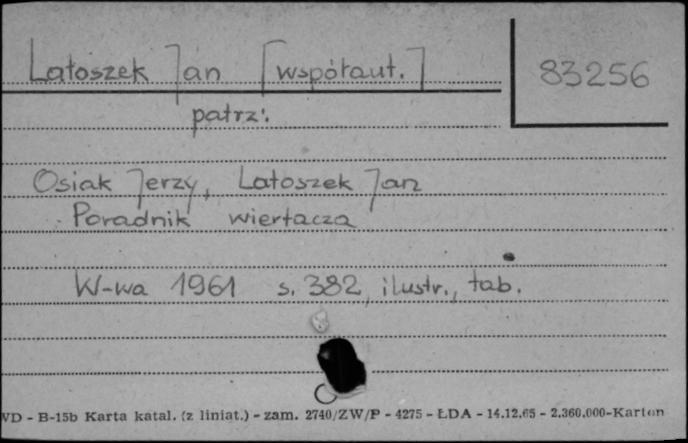 Latoszek Jan [współaut.]
83256
patrz:
Osiak Jerzy, Latoszek Jan
Poradnik wiertacza
W-wa 1961 s. 382, ilustr., tab.
VD - B-15b Karta katal. (z liniat.) - zam. 2740/ZW/P - 4275 - ŁDA - 14.12.65 - 2.360.000-Karton